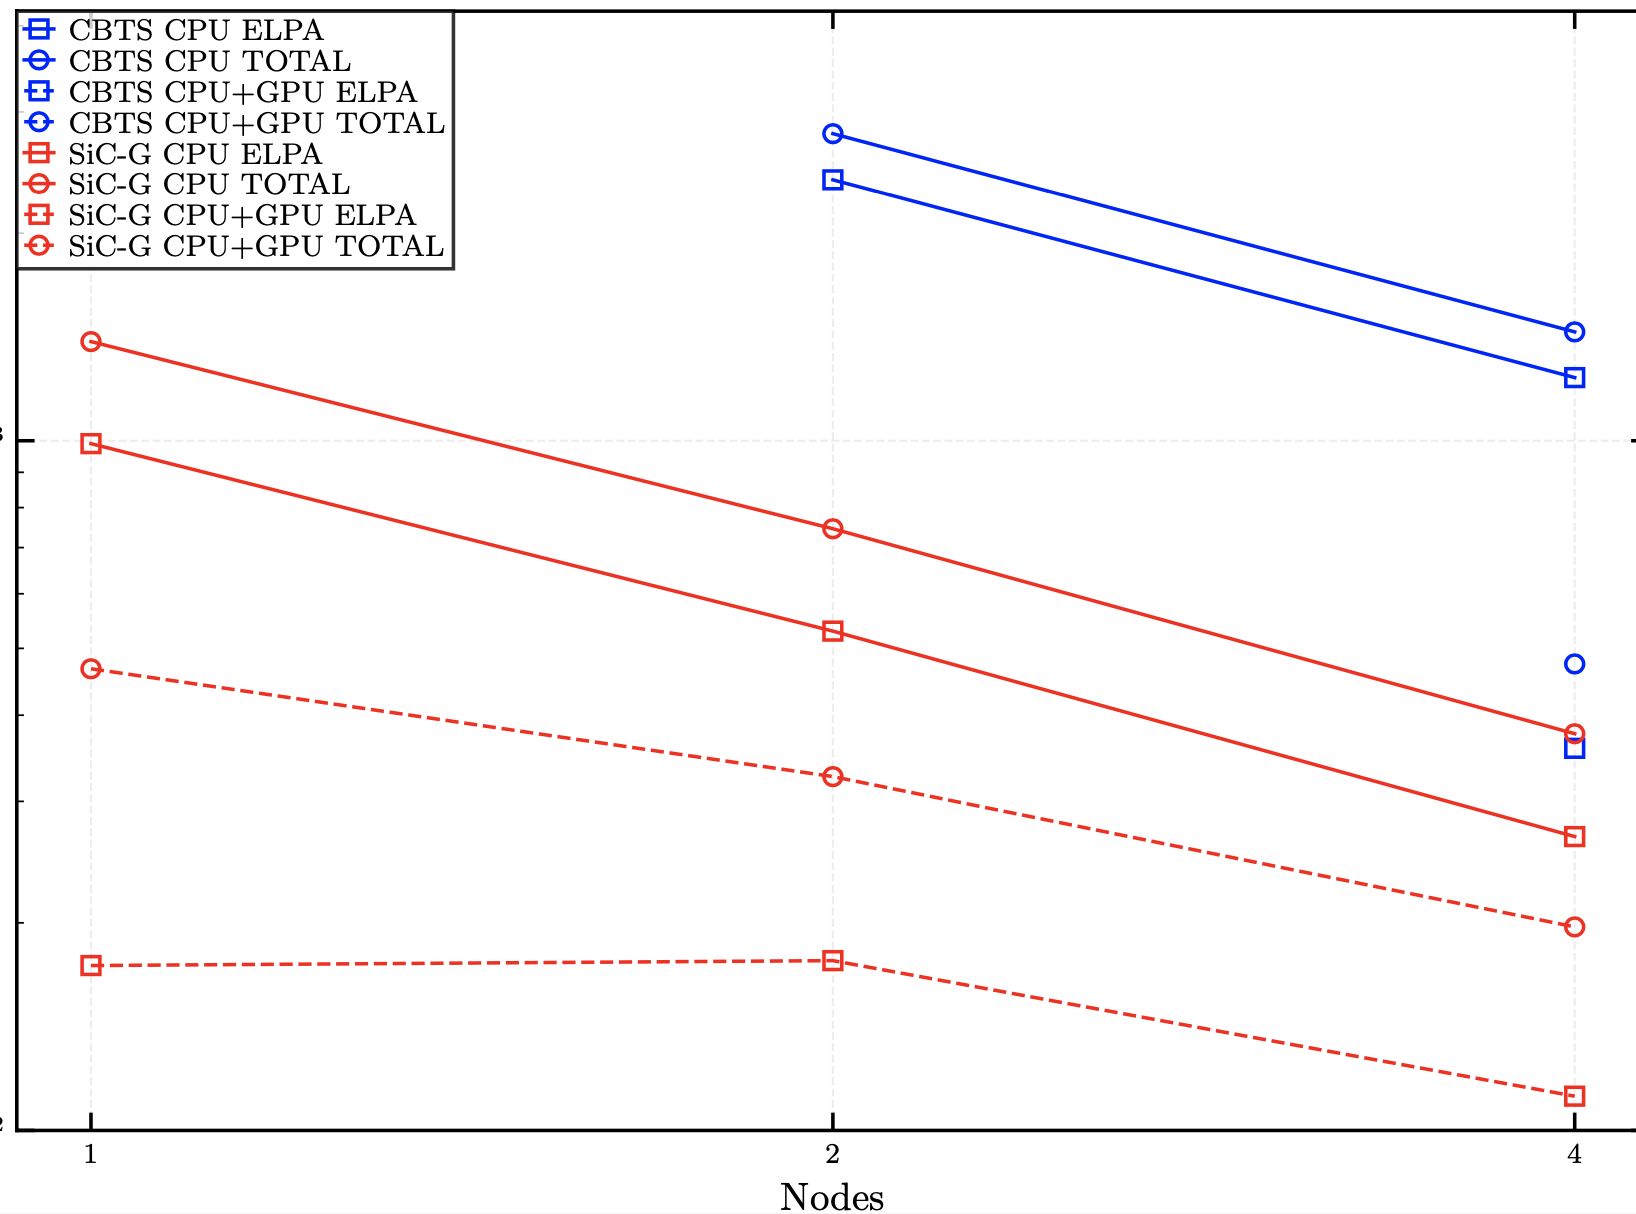 CBTS CPU ELPA
CBTS CPU TOTAL
CBTS CPU+GPU ELPA
CBTS CPU+GPU TOTAL
SiC-G CPU ELPA
SiC-G CPU TOTAL
SiC-G CPU+GPU ELPA
SiC-G CPU+GPU TOTAL
1 2 4
Nodes